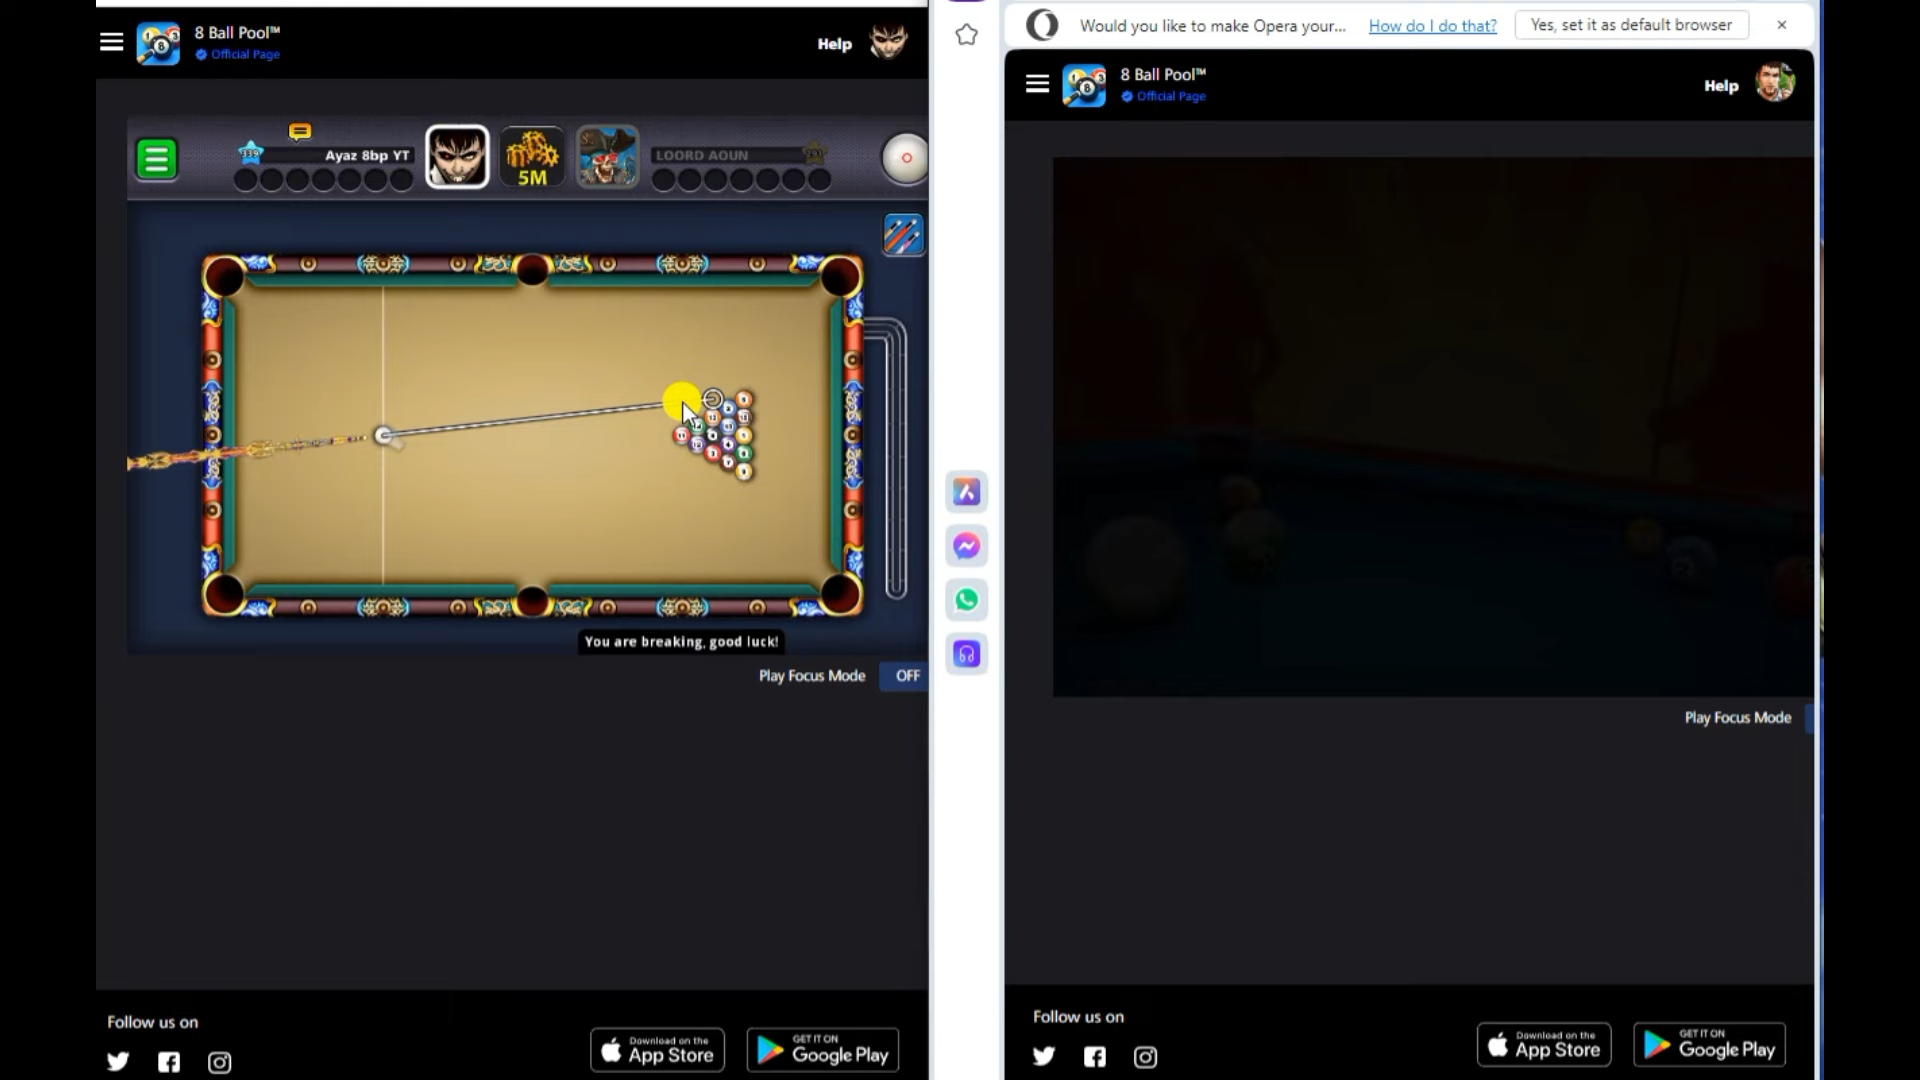 8 Ball Pool™
Official Page
Help
339
Ayaz 8bp YT
5M
LOORD AOUN
You are breaking, good luck!
Play Focus Mode
OFF
Follow us on
Download on the
App Store
GET IT ON
Google Play
Would you like to make Opera your...
How do I do that?
Yes, set it as default browser
8 Ball Pool™
Official Page
Help
Play Focus Mode
Follow us on
Download on the
App Store
GET IT ON
Google Play